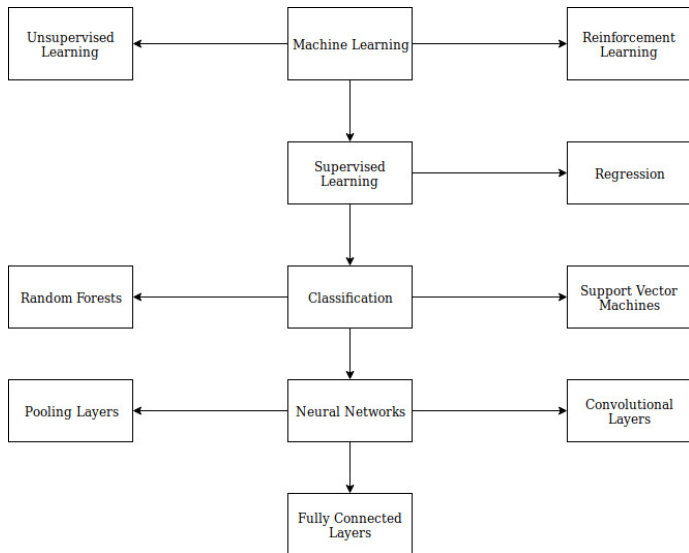 Unsupervised
Learning
Machine Learning
Reinforcement
Learning
Supervised
Learning
Regression
Random Forests
Classification
Support Vector
Machines
Pooling Layers
Neural Networks
Convolutional
Layers
Fully Connected
Layers